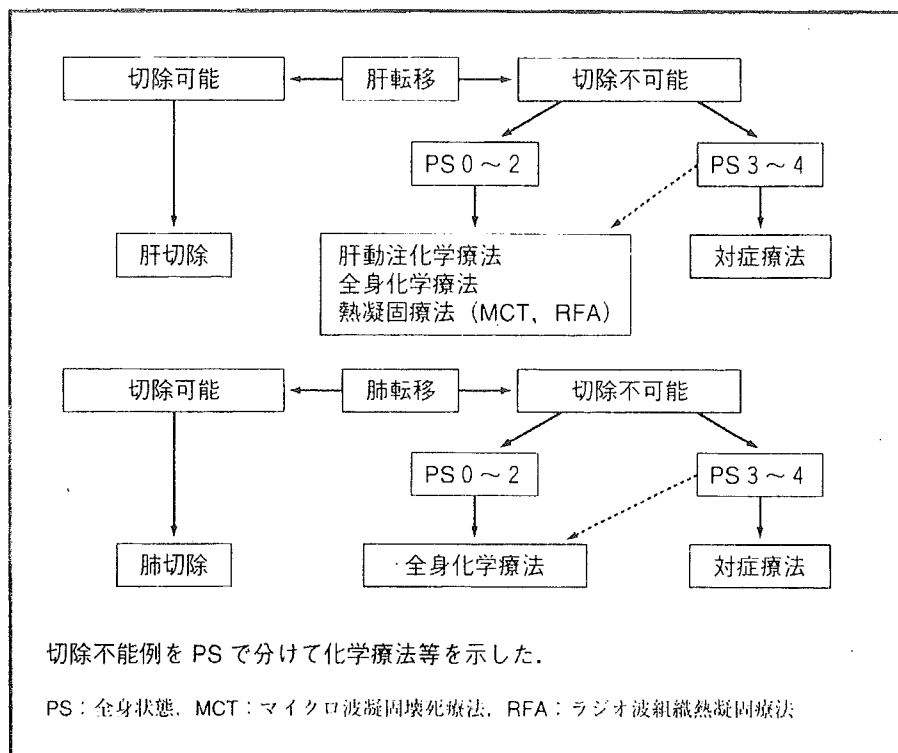 切除可能
肝転移
切除不可能
PS 0～2
PS 3～4
肝切除
肝動注化学療法
全身化学療法
熱凝固療法（MCT，RFA）
対症療法
切除可能
肺転移
切除不可能
PS 0～2
PS 3～4
肺切除
全身化学療法
対症療法
切除不能例を PS で分けて化学療法等を示した．
PS：全身状態，MCT：マイクロ波凝固壊死療法，RFA：ラジオ波組織熱凝固療法